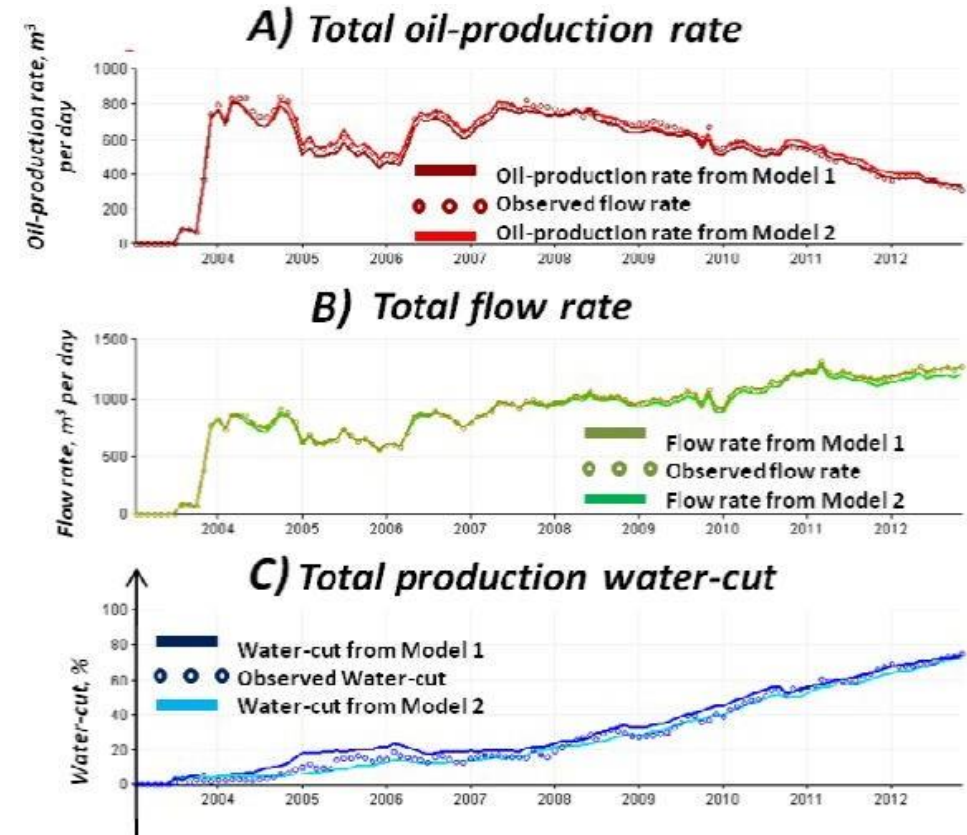 A) Total oil-production rate
Oil-production rate, m³
per day
1000
800
600
400
200
0
Oil-production rate from Model 1
Observed flow rate
Oil-production rate from Model 2
2004 2005 2006 2007 2008 2009 2010 2011 2012
B) Total flow rate
Flow rate, m³ per day
1500
1000
500
0
Flow rate from Model 1
Observed flow rate
Flow rate from Model 2
2004 2005 2006 2007 2008 2009 2010 2011 2012
C) Total production water-cut
Water-cut, %
100
80
60
40
20
0
Water-cut from Model 1
Observed Water-cut
Water-cut from Model 2
2004 2005 2006 2007 2008 2009 2010 2011 2012